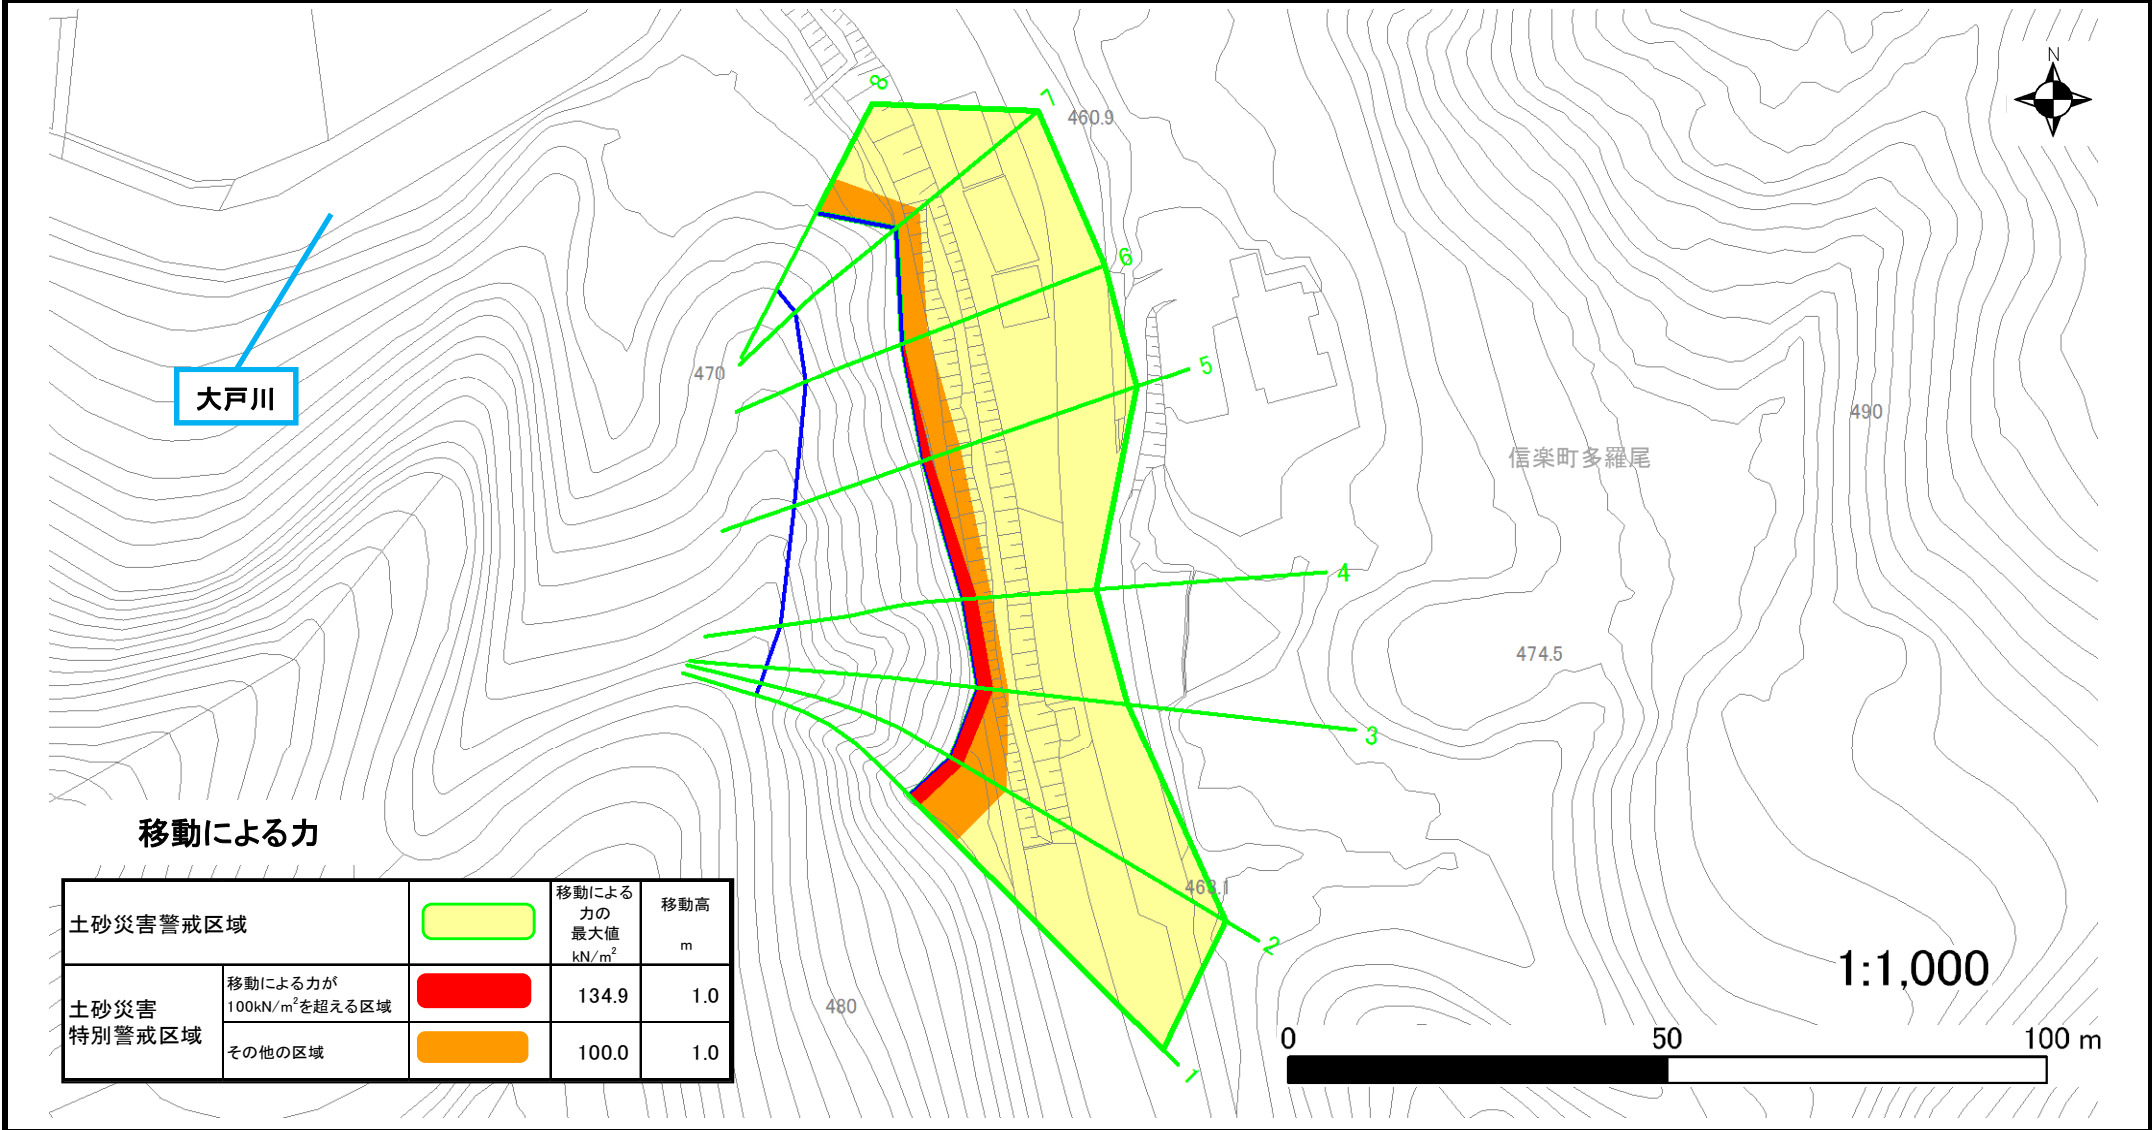 N
8
7
460.9
6
5
470
大戸川
490
信楽町多羅尾
4
474.5
3
移動による力
463.1
2
480
1
1:1,000
0 50 100 m
土砂災害警戒区域
移動による
力の
最大値
kN/m²
移動高
m
土砂災害
特別警戒区域
移動による力が
100kN/m²を超える区域
134.9
1.0
その他の区域
100.0
1.0